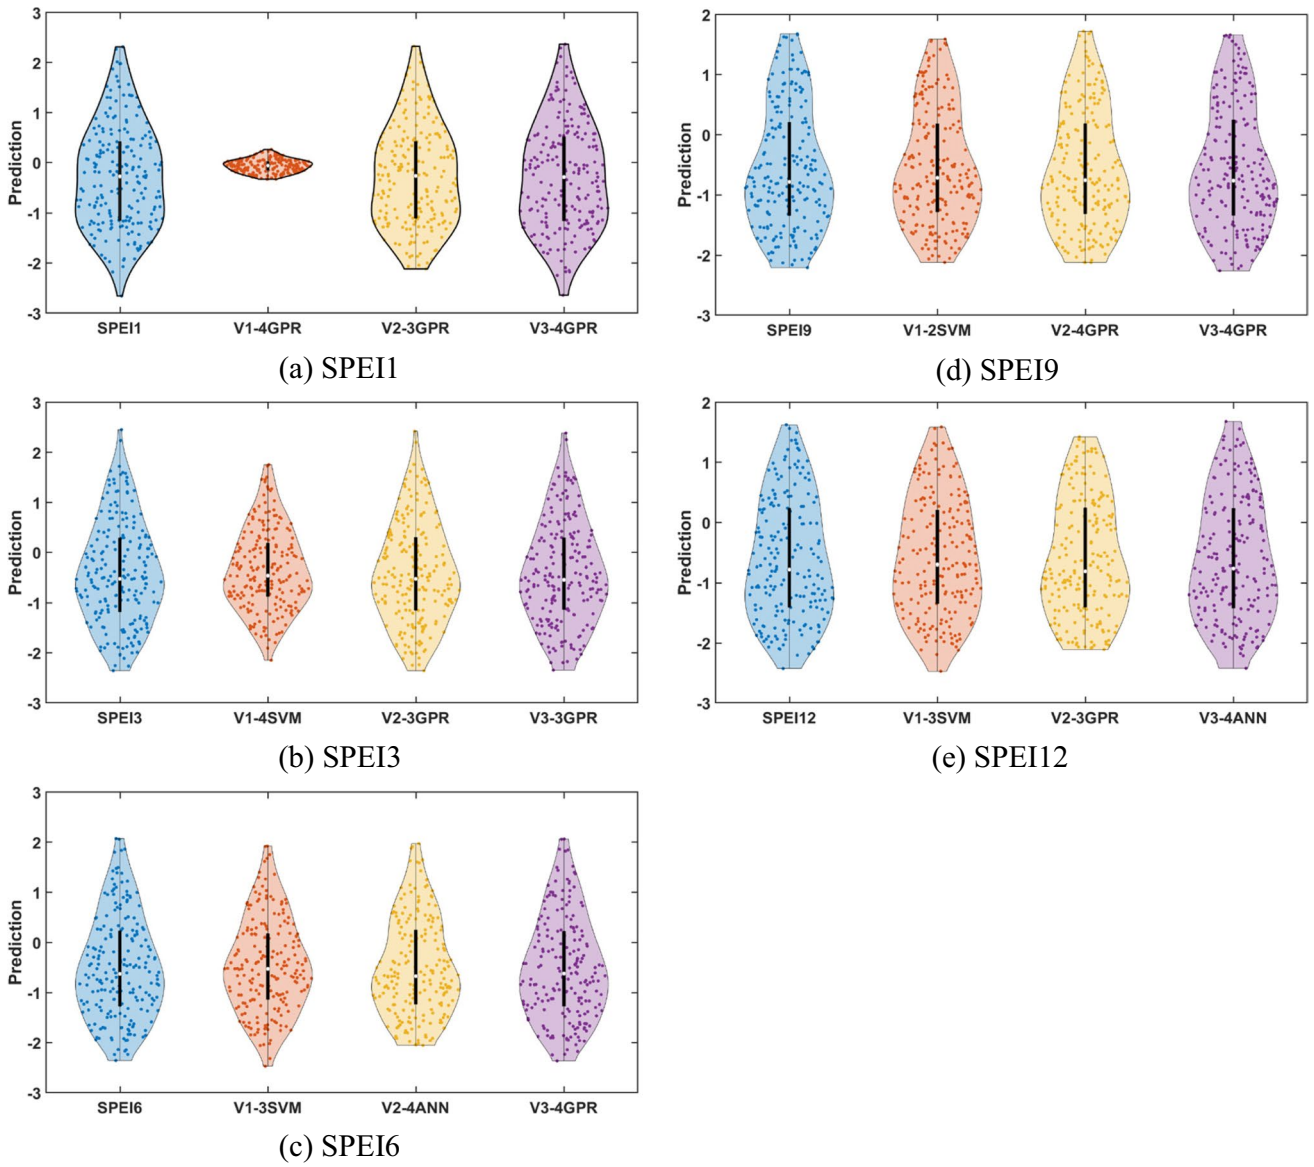 3
2
1
0
-1
-2
-3
Prediction
SPEI1 V1-4GPR V2-3GPR V3-4GPR
(a) SPEI1
3
2
1
0
-1
-2
-3
Prediction
SPEI3 V1-4SVM V2-3GPR V3-3GPR
(b) SPEI3
3
2
1
0
-1
-2
-3
Prediction
SPEI6 V1-3SVM V2-4ANN V3-4GPR
(c) SPEI6
2
1
0
-1
-2
-3
Prediction
SPEI9 V1-2SVM V2-4GPR V3-4GPR
(d) SPEI9
2
1
0
-1
-2
-3
Prediction
SPEI12 V1-3SVM V2-3GPR V3-4ANN
(e) SPEI12